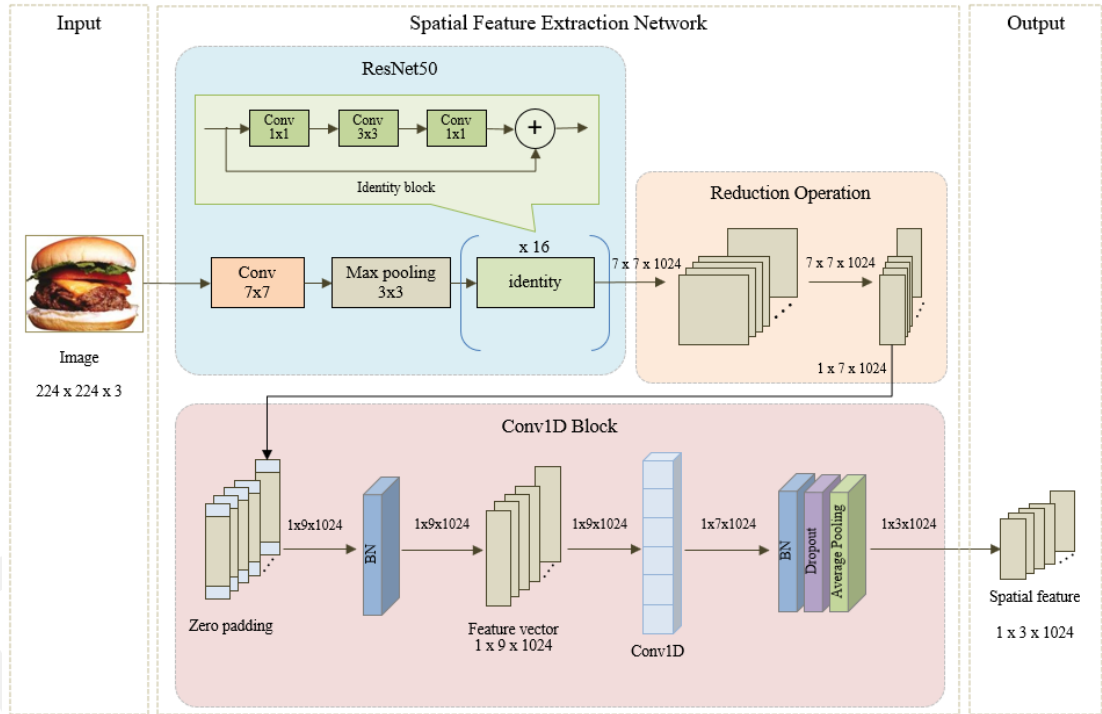 Input
Spatial Feature Extraction Network
Output
ResNet50
Conv
1x1
Conv
3x3
Conv
1x1
+
Identity block
Reduction Operation
Image
224 x 224 x 3
Conv
7x7
Max pooling
3x3
x 16
identity
7 x 7 x 1024
7 x 7 x 1024
1 x 7 x 1024
Conv1D Block
Zero padding
1x9x1024
BN
1x9x1024
Feature vector
1 x 9 x 1024
1x9x1024
Conv1D
1x7x1024
BN
Dropout
Average Pooling
1x3x1024
Spatial feature
1 x 3 x 1024